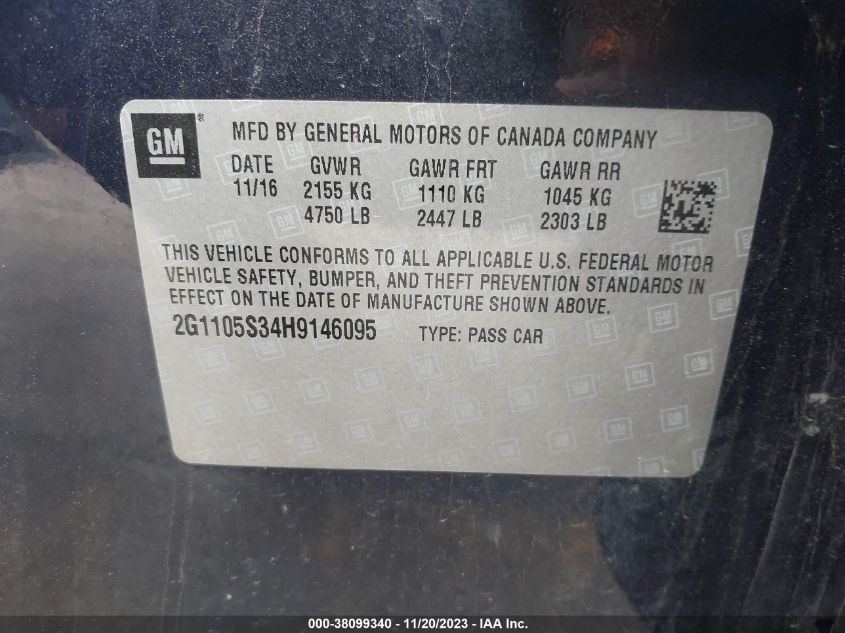 GM ® MFD BY GENERAL MOTORS OF CANADA COMPANY
DATE GVWR GAWR FRT GAWR RR
11/16 2155 KG 1110 KG 1045 KG
4750 LB 2447 LB 2303 LB
THIS VEHICLE CONFORMS TO ALL APPLICABLE U.S. FEDERAL MOTOR
VEHICLE SAFETY, BUMPER, AND THEFT PREVENTION STANDARDS IN
EFFECT ON THE DATE OF MANUFACTURE SHOWN ABOVE.
2G1105S34H9146095 TYPE: PASS CAR
000-38099340 - 11/20/2023 - IAA Inc.